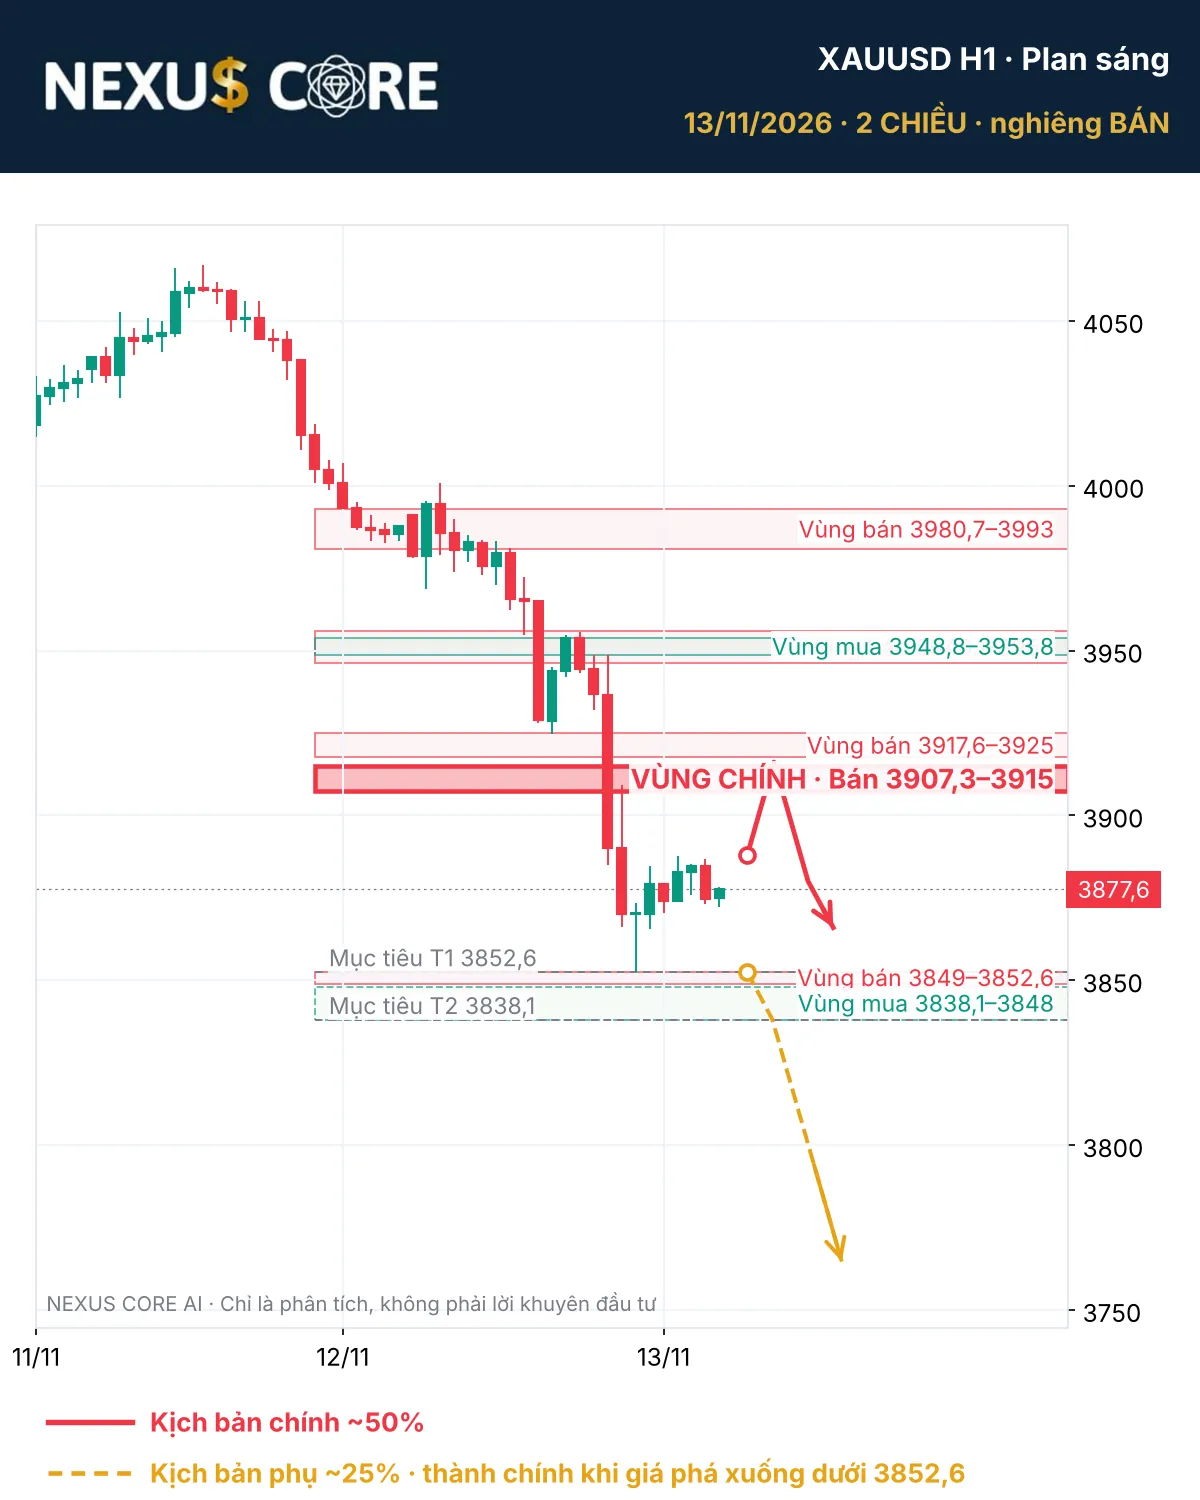 NEXU$ CORE
XAUUSD H1 · Plan sáng
13/11/2026 · 2 CHIỀU · nghiêng BÁN
4050
4000
Vùng bán 3980,7–3993
Vùng mua 3948,8–3953,8
3950
Vùng bán 3917,6–3925
VÙNG CHÍNH · Bán 3907,3–3915
3900
3877,6
Mục tiêu T1 3852,6
Vùng bán 3849–3852,6
3850
Vùng mua 3838,1–3848
Mục tiêu T2 3838,1
3800
NEXUS CORE AI · Chỉ là phân tích, không phải lời khuyên đầu tư
3750
11/11
12/11
13/11
Kịch bản chính ~50%
Kịch bản phụ ~25% · thành chính khi giá phá xuống dưới 3852,6